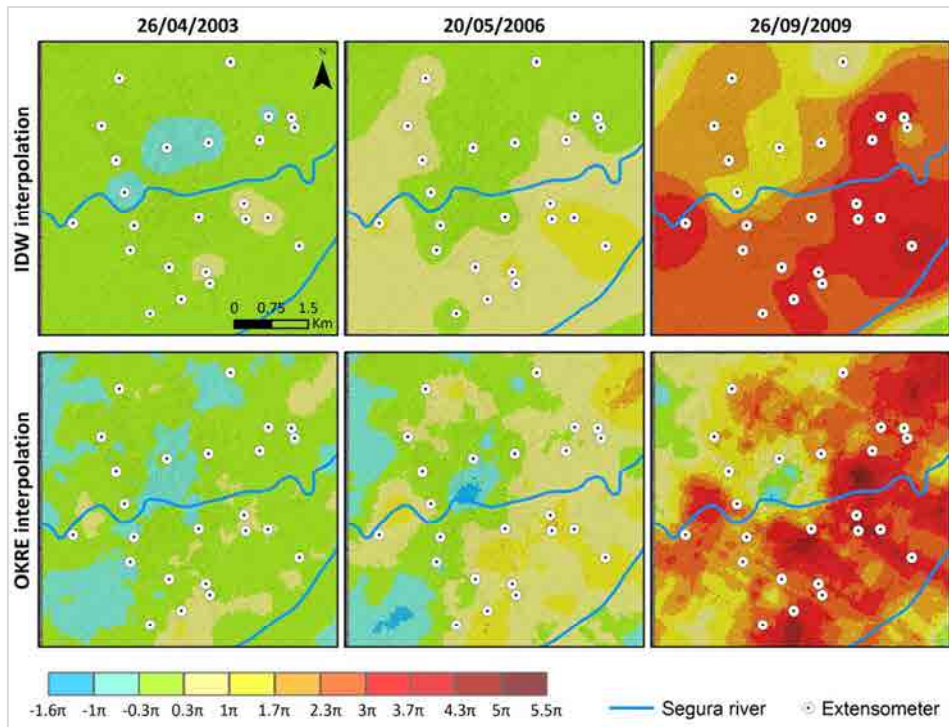 26/04/2003 20/05/2006 26/09/2009
IDW interpolation
N
0 0.75 1.5
Km
OKRE interpolation
-1.6π -1π -0.3π 0.3π 1π 1.7π 2.3π 3π 3.7π 4.3π 5π 5.5π
Segura river
Extensometer